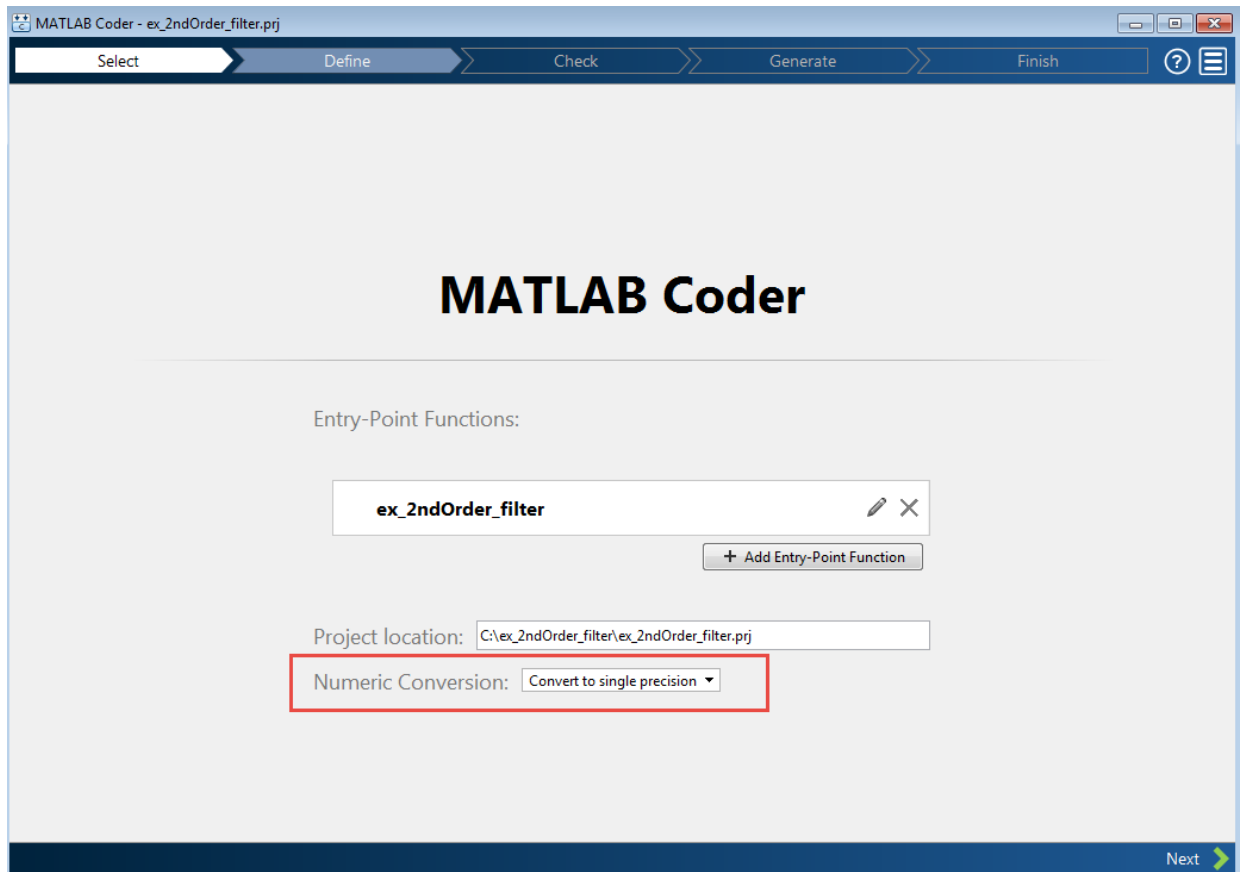 MATLAB Coder - ex_2ndOrder_filter.prj
Select Define Check Generate Finish ?
MATLAB Coder
Entry-Point Functions:
ex_2ndOrder_filter
+ Add Entry-Point Function
Project location: C:\ex_2ndOrder_filter\ex_2ndOrder_filter.prj
Numeric Conversion: Convert to single precision
Next